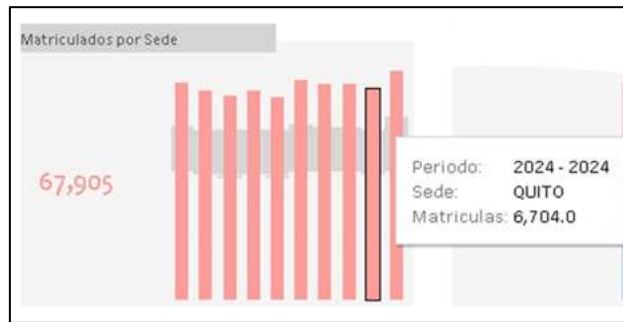 Matriculados por Sede
67,905
Periodo: 2024 - 2024
Sede: QUITO
Matriculas: 6,704.0